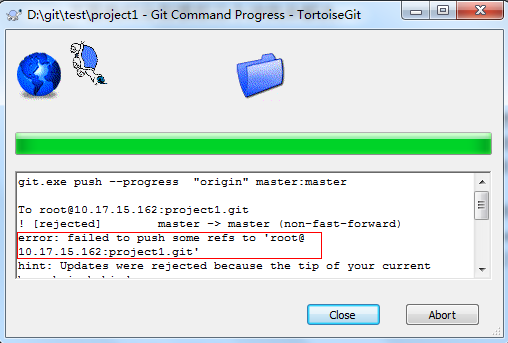 D:\git\test\project1 - Git Command Progress - TortoiseGit
git.exe push --progress  "origin" master:master
To root@10.17.15.162:project1.git
! [rejected]        master -> master (non-fast-forward)
error: failed to push some refs to 'root@
10.17.15.162:project1.git'
hint: Updates were rejected because the tip of your current
Close
Abort